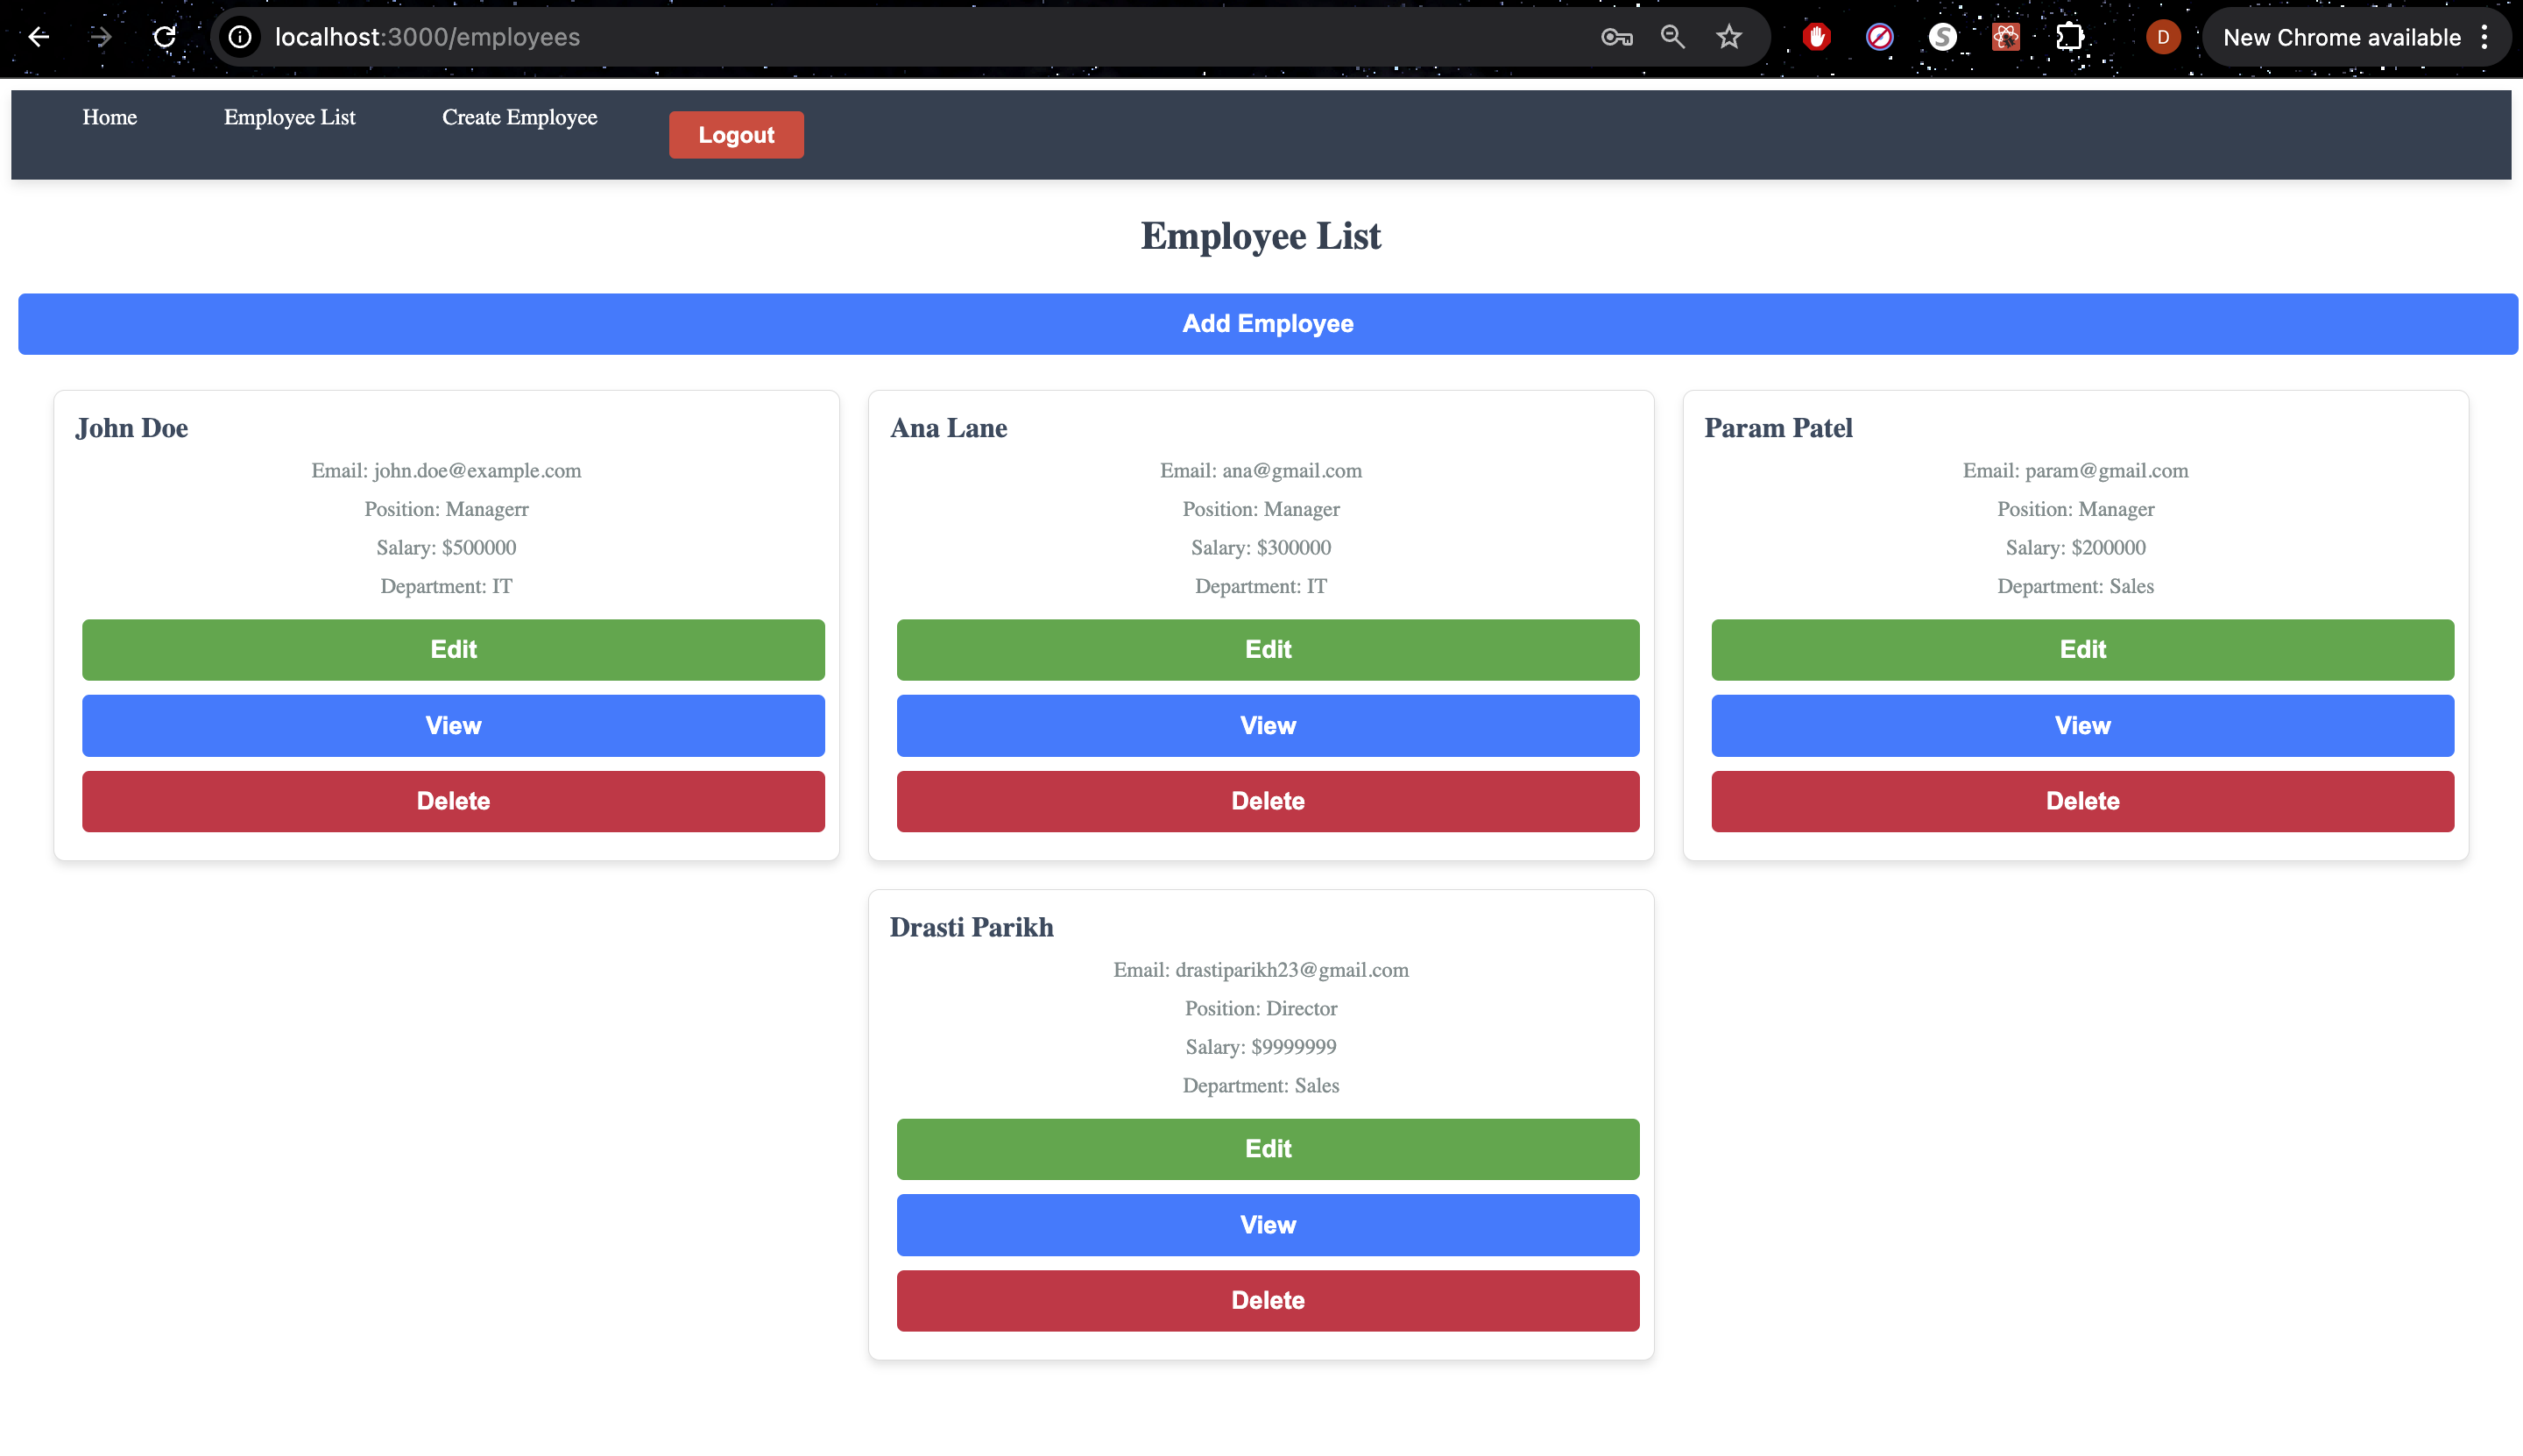 localhost:3000/employees
D
New Chrome available
Home Employee List Create Employee Logout
Employee List
Add Employee
John Doe
Email: john.doe@example.com
Position: Managerr
Salary: $500000
Department: IT
Edit
View
Delete
Ana Lane
Email: ana@gmail.com
Position: Manager
Salary: $300000
Department: IT
Edit
View
Delete
Param Patel
Email: param@gmail.com
Position: Manager
Salary: $200000
Department: Sales
Edit
View
Delete
Drasti Parikh
Email: drastiparikh23@gmail.com
Position: Director
Salary: $9999999
Department: Sales
Edit
View
Delete